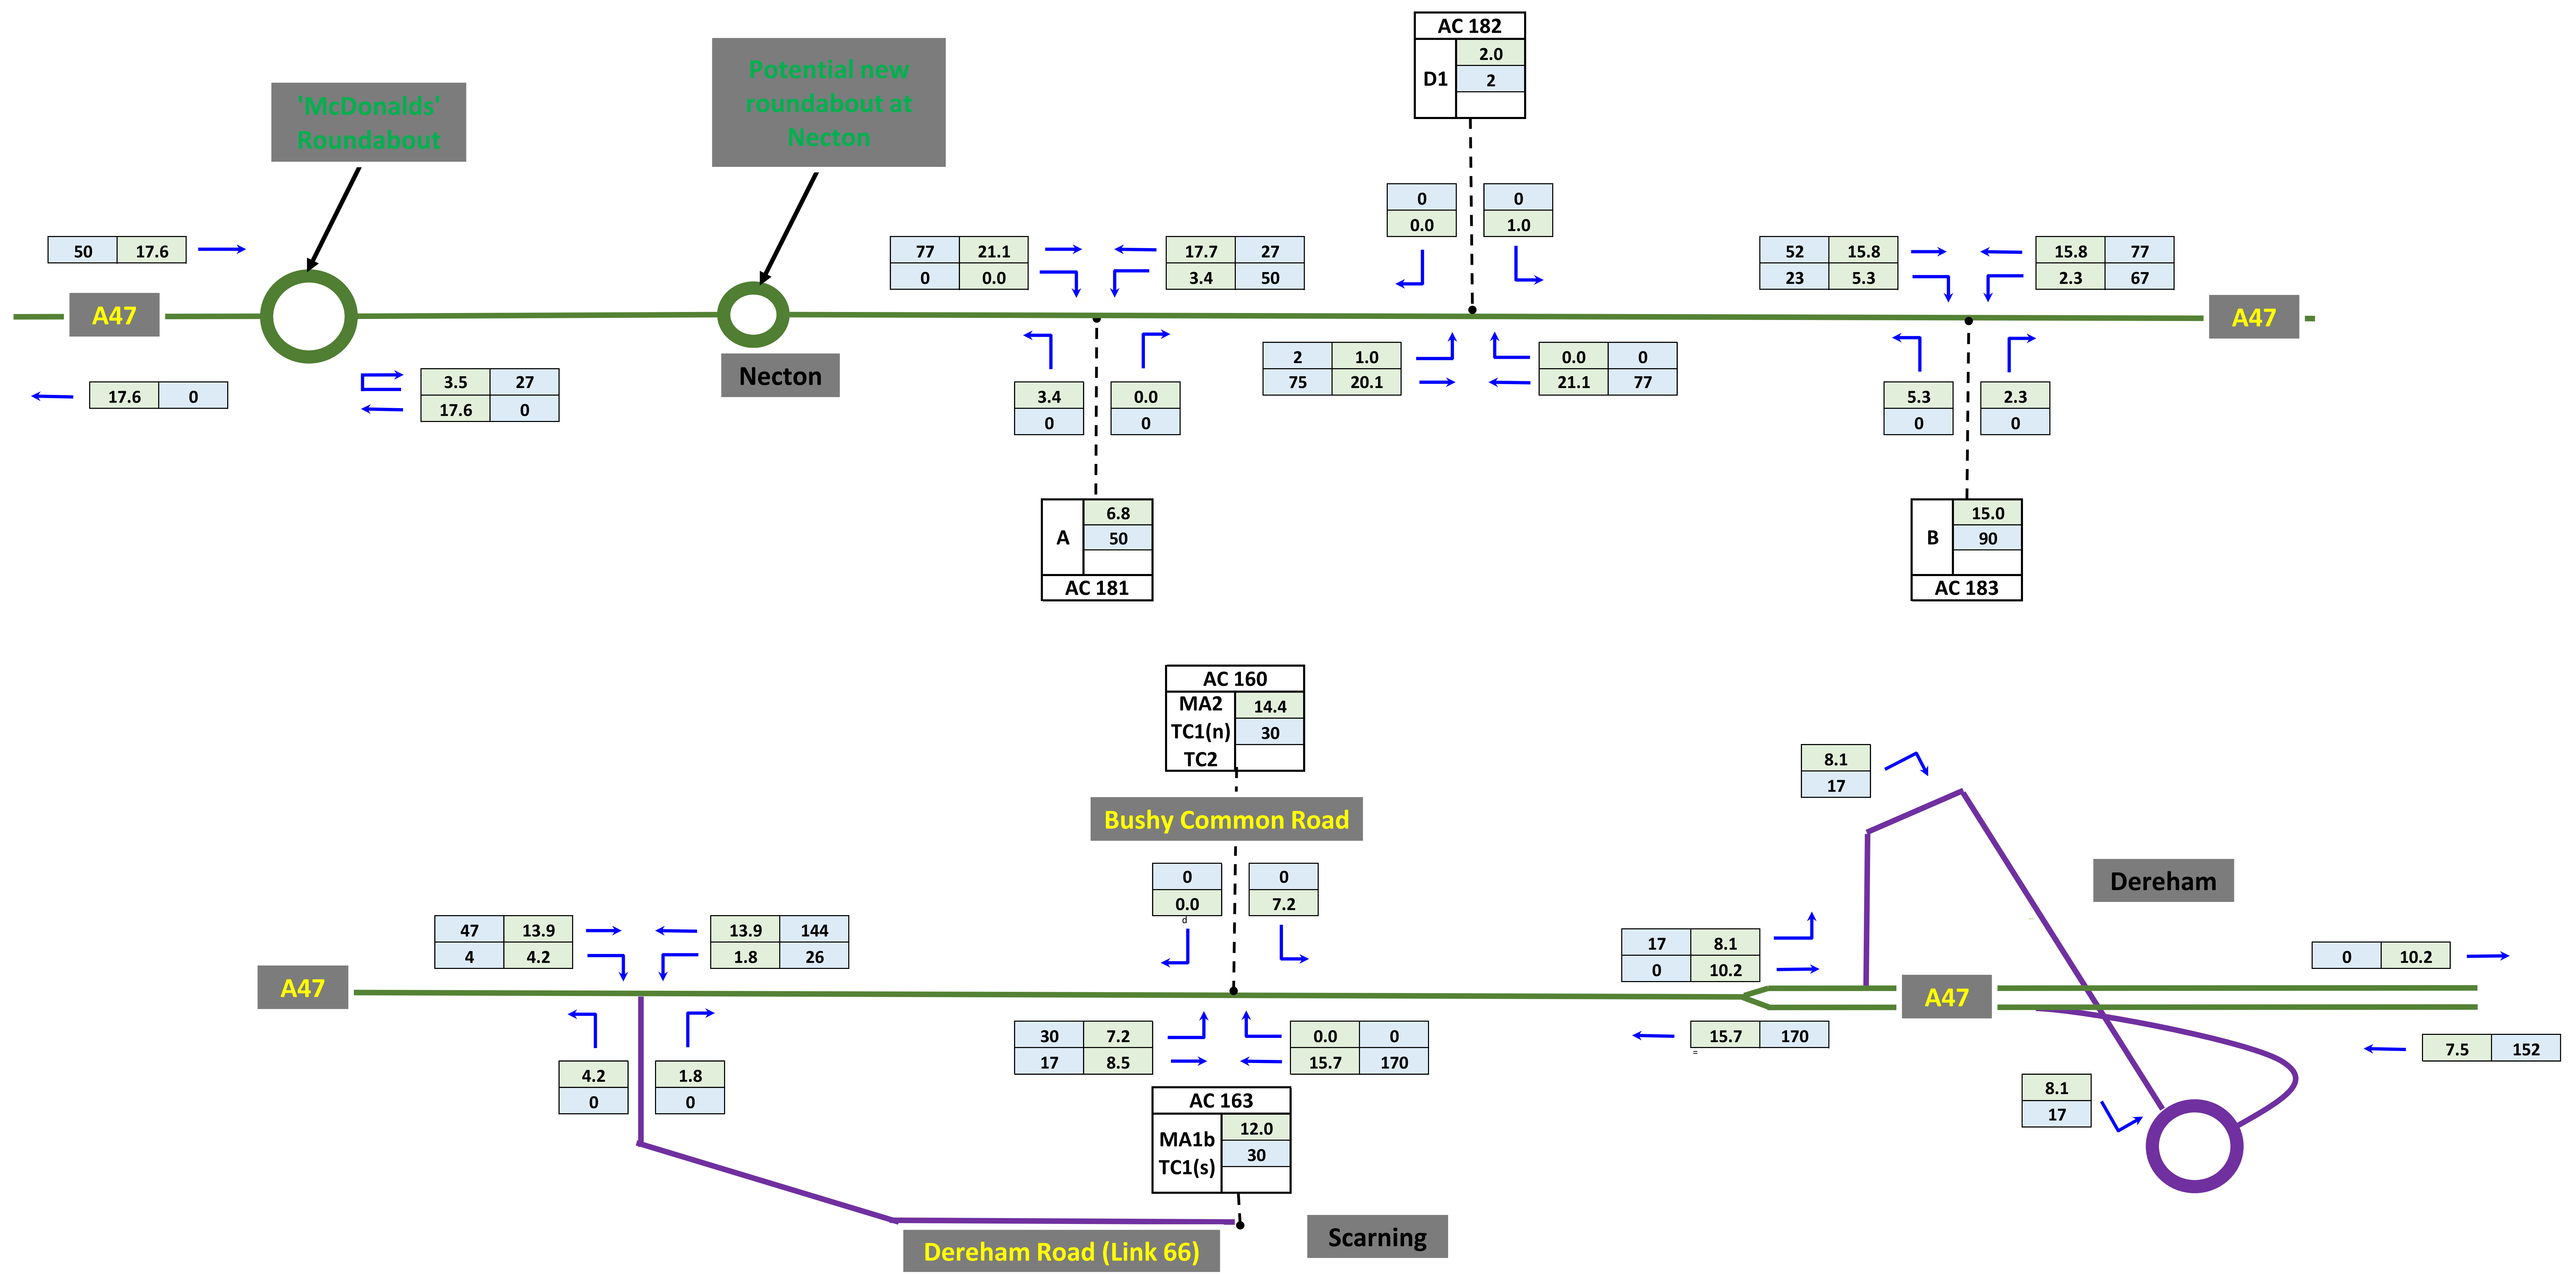 AC 182
D1
2.0
2
'McDonalds'
Roundabout
Potential new
roundabout at
Necton
0
0.0
0
1.0
50 17.6
77 21.1
0 0.0
17.7 27
3.4 50
52 15.8
23 5.3
15.8 77
2.3 67
A47
A47
Necton
17.6 0
3.5 27
17.6 0
3.4
0
0.0
0
2 1.0
75 20.1
0.0 0
21.1 77
5.3
0
2.3
0
A
6.8
50
AC 181
B
15.0
90
AC 183
AC 160
MA2 14.4
TC1(n) 30
TC2
Bushy Common Road
8.1
17
Dereham
0
0.0
d
0
7.2
47 13.9
4 4.2
13.9 144
1.8 26
17 8.1
0 10.2
0 10.2
A47
A47
4.2
0
1.8
0
30 7.2
17 8.5
0.0 0
15.7 170
15.7 170
=
7.5 152
8.1
17
AC 163
MA1b
TC1(s)
12.0
30
Scarning
Dereham Road (Link 66)